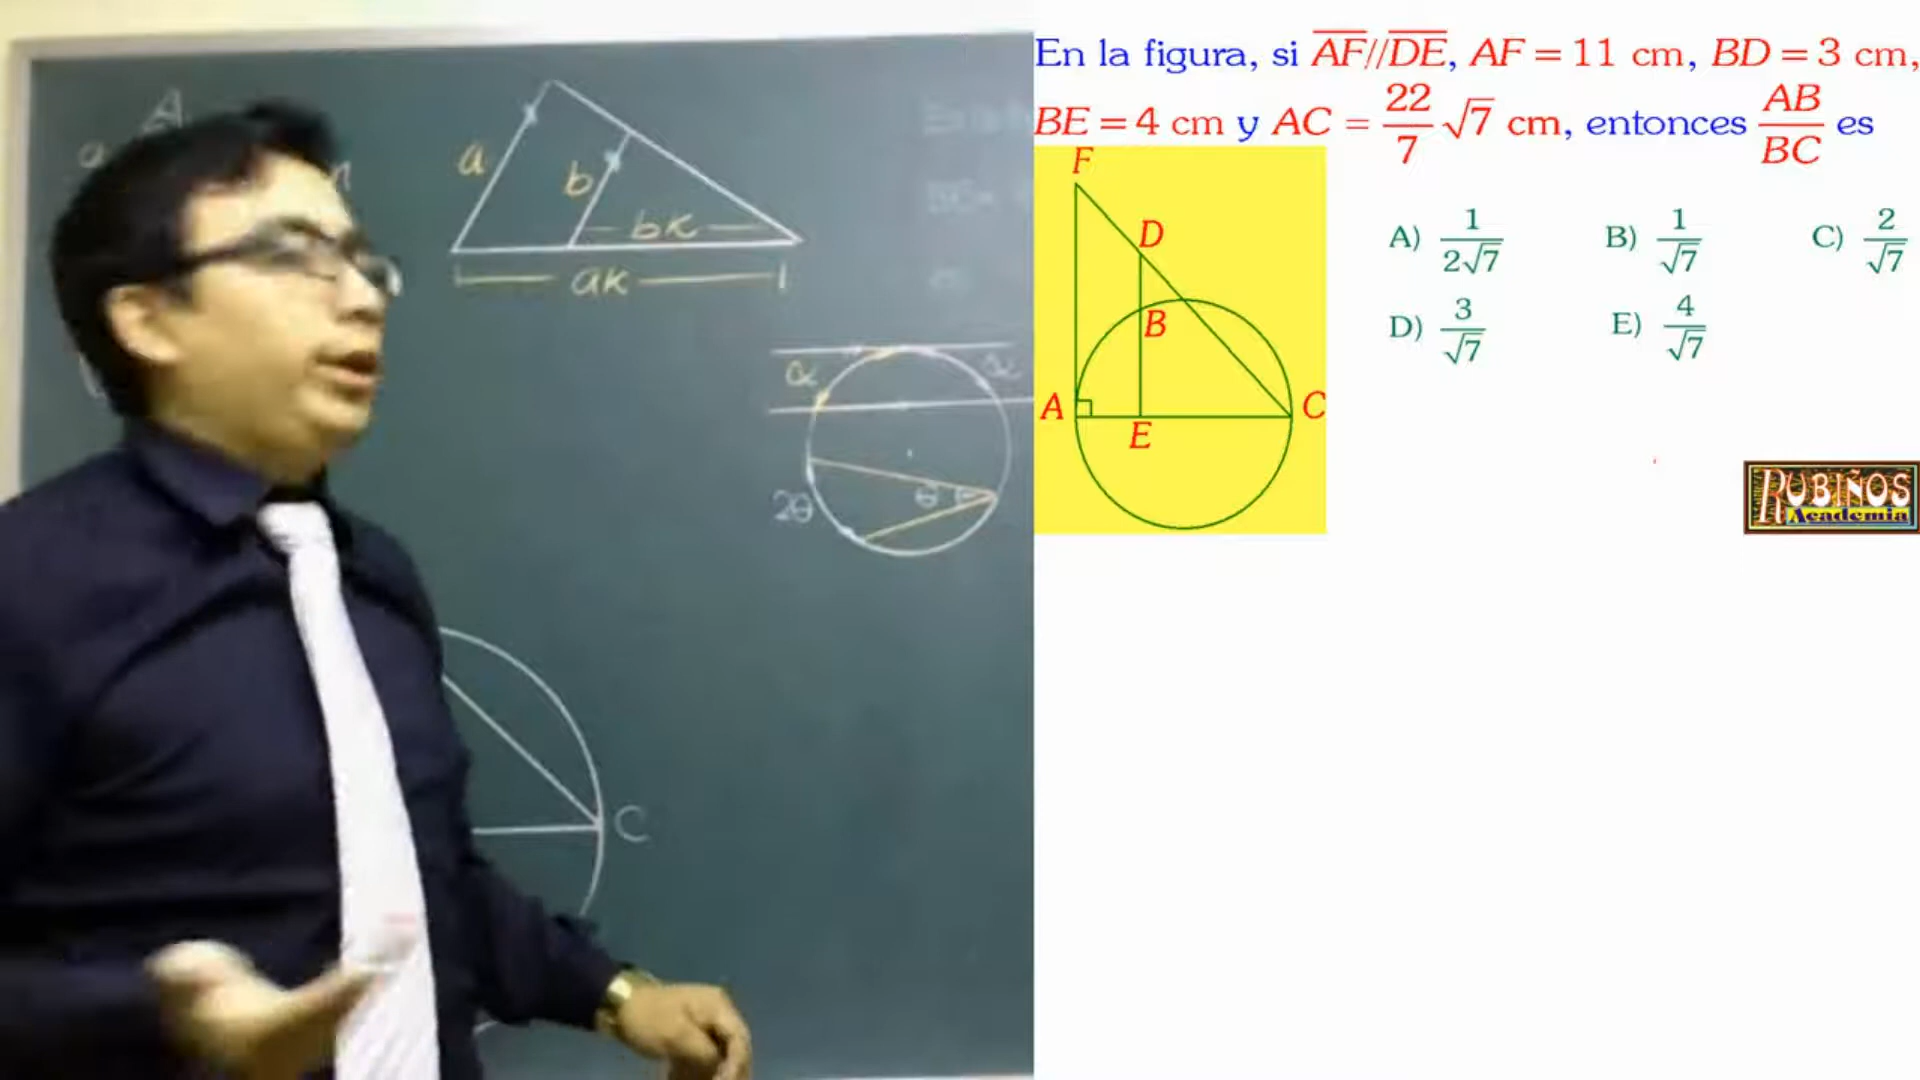 A
a
a
b
bK
aK
α
α
2θ
θ
C
En la figura, si AF//DE, AF = 11 cm, BD = 3 cm,
BE = 4 cm y AC = 22/7 √7 cm, entonces AB/BC es
F
D
B
A
C
E
A) 1/2√7 B) 1/√7 C) 2/√7
D) 3/√7 E) 4/√7
RUBIÑOS
Academia